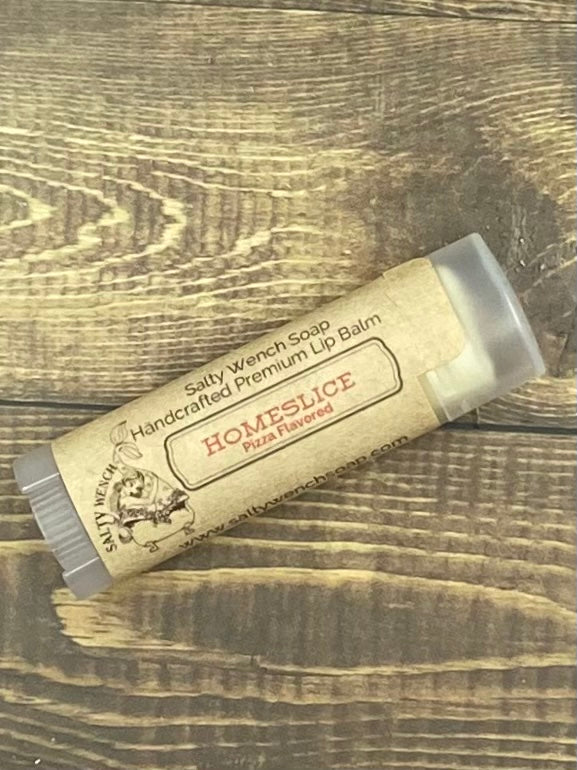 Salty Wench Soap
Handcrafted Premium Lip Balm
HOMESLICE
Pizza Flavored
www.saltywenchsoap.com
SALTY WENCH